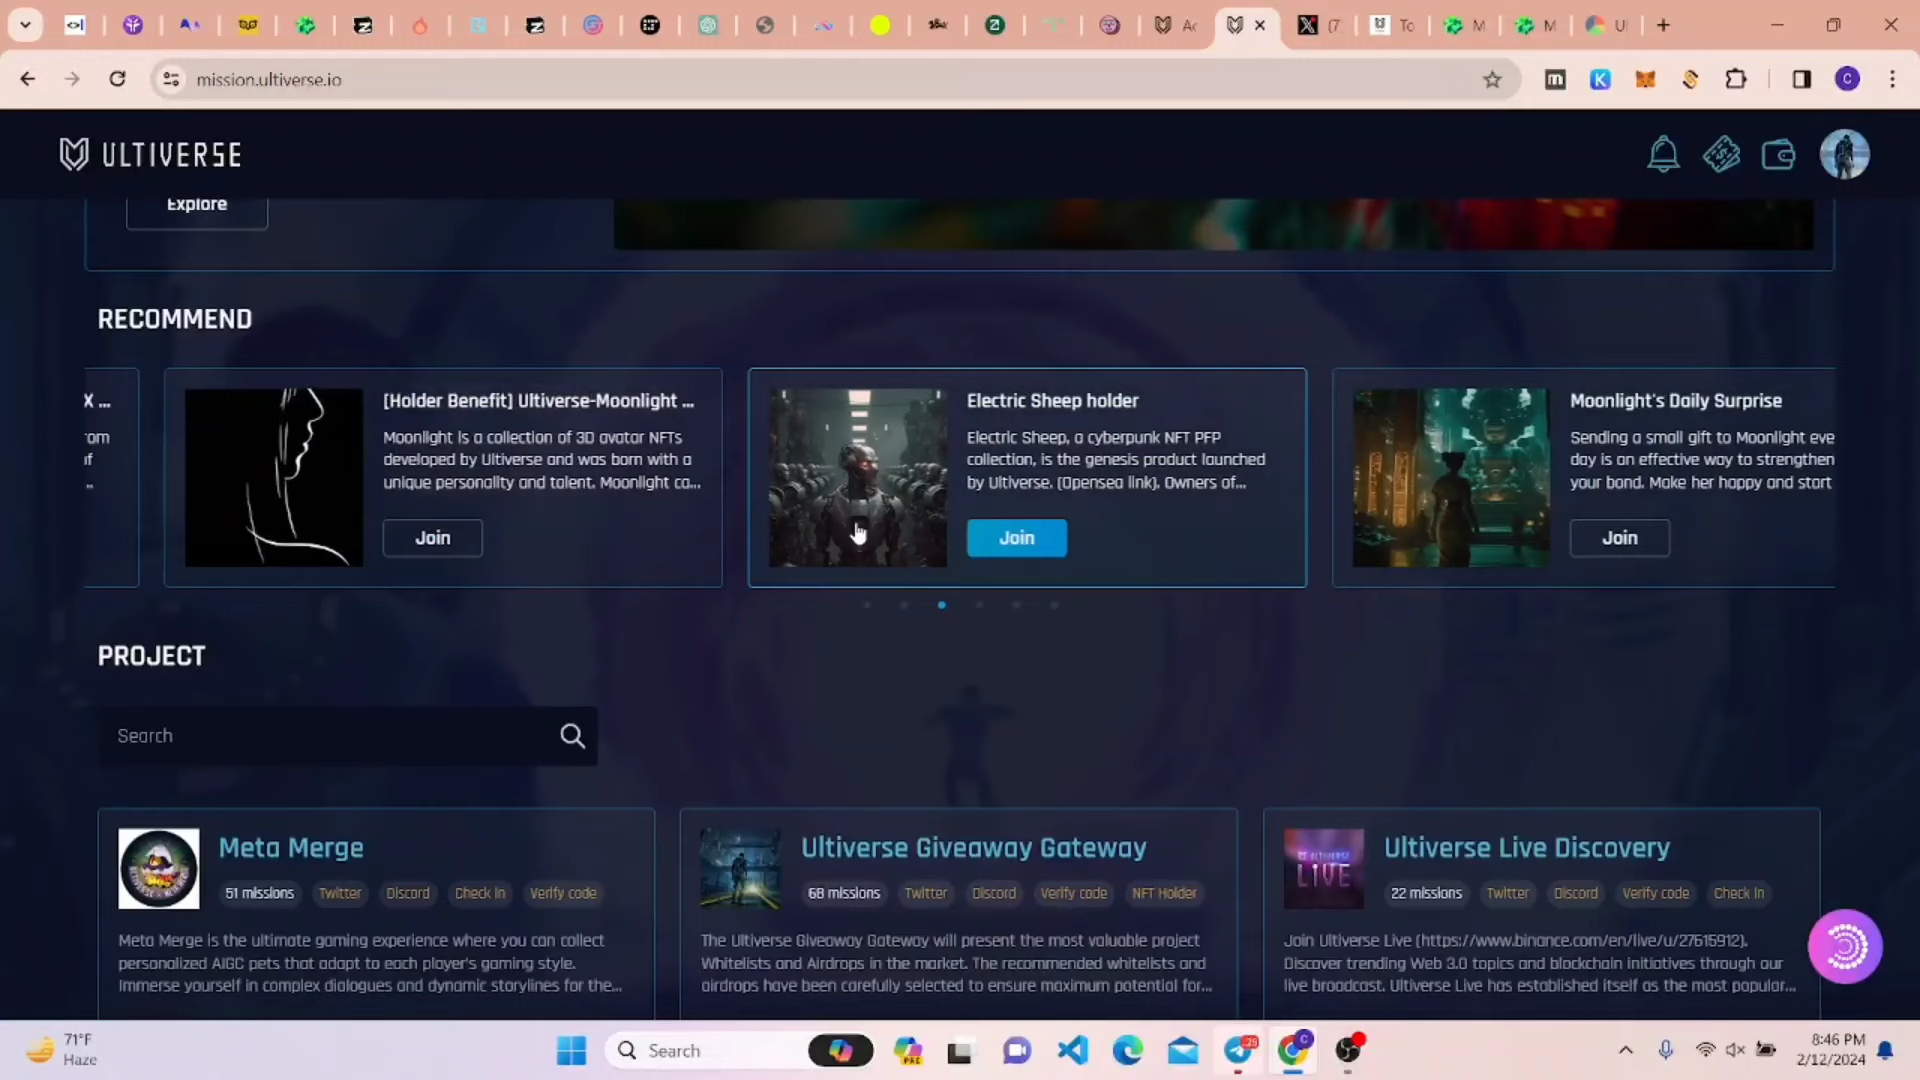 Ac
(7
To
M
M
Ul
mission.ultiverse.io
C
ULTIVERSE
Explore
RECOMMEND
X ...
rom
of
...
[Holder Benefit] Ultiverse-Moonlight ...
Moonlight is a collection of 3D avatar NFTs
developed by Ultiverse and was born with a
unique personality and talent. Moonlight ca...
Join
Electric Sheep holder
Electric Sheep, a cyberpunk NFT PFP
collection, is the genesis product launched
by Ultiverse. (Opensea link). Owners of...
Join
Moonlight's Daily Surprise
Sending a small gift to Moonlight eve
day is an effective way to strengthen
your bond. Make her happy and start
Join
PROJECT
Search
Meta Merge
51 missions Twitter Discord Check in Verify code
Meta Merge is the ultimate gaming experience where you can collect
personalized AIGC pets that adapt to each player's gaming style.
Immerse yourself in complex dialogues and dynamic storylines for the...
Ultiverse Giveaway Gateway
68 missions Twitter Discord Verify code NFT Holder
The Ultiverse Giveaway Gateway will present the most valuable project
Whitelists and Airdrops in the market. The recommended whitelists and
airdrops have been carefully selected to ensure maximum potential for...
ULTIVERSE
LIVE
Ultiverse Live Discovery
22 missions Twitter Discord Verify code Check in
Join Ultiverse Live (https://www.binance.com/en/live/u/27615912).
Discover trending Web 3.0 topics and blockchain initiatives through our
live broadcast. Ultiverse Live has established itself as the most popular...
71°F
Haze
Search
PRE
C
8:46 PM
2/12/2024